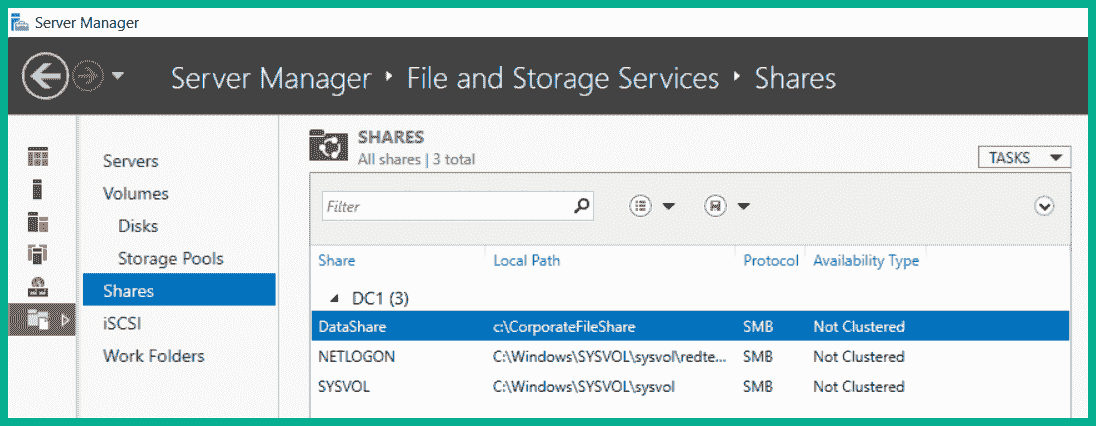 Server Manager
Server Manager ‣ File and Storage Services ‣ Shares
Servers
Volumes
Disks
Storage Pools
Shares
iSCSI
Work Folders
SHARES
All shares | 3 total
TASKS
Filter
Share Local Path Protocol Availability Type
DC1 (3)
DataShare c:\CorporateFileShare SMB Not Clustered
NETLOGON C:\Windows\SYSVOL\sysvol\redte... SMB Not Clustered
SYSVOL C:\Windows\SYSVOL\sysvol SMB Not Clustered